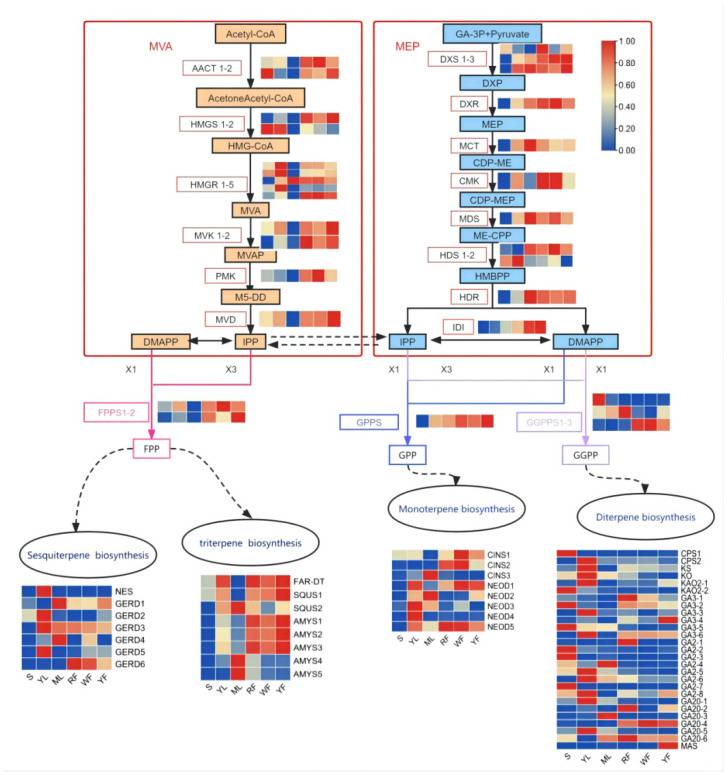 MVA
Acetyl-CoA
AACT 1-2
AcetoneAcetyl-CoA
HMGS 1-2
HMG-CoA
HMGR 1-5
MVA
MVK 1-2
MVAP
PMK
M5-DD
MVD
DMAPP
IPP
MEP
GA-3P+Pyruvate
DXS 1-3
DXP
DXR
MEP
MCT
CDP-ME
CMK
CDP-MEP
MDS
ME-CPP
HDS 1-2
HMBPP
HDR
IDI
IPP
DMAPP
1.00
0.80
0.60
0.40
0.20
0.00
X1
X3
X1
X3
X1
X1
FPPS1-2
FPP
GPPS
GPP
GGPPS1-3
GGPP
Sesquiterpene biosynthesis
triterpene biosynthesis
Monoterpene biosynthesis
Diterpene biosynthesis
NES
GERD1
GERD2
GERD3
GERD4
GERD5
GERD6
S YL ML RF WF YF
FAR-DT
SQUS1
SQUS2
AMYS1
AMYS2
AMYS3
AMYS4
AMYS5
S YL ML RF WF YF
CINS1
CINS2
CINS3
NEOD1
NEOD2
NEOD3
NEOD4
NEOD5
S YL ML RF WF YF
CPS1
CPS2
KS
KO
KAO2-1
KAO2-2
GA3-1
GA3-2
GA3-3
GA3-4
GA3-5
GA3-6
GA2-1
GA2-2
GA2-3
GA2-4
GA2-5
GA2-6
GA2-7
GA2-8
GA20-1
GA20-2
GA20-3
GA20-4
GA20-5
GA20-6
MAS
S YL ML RF WF YF